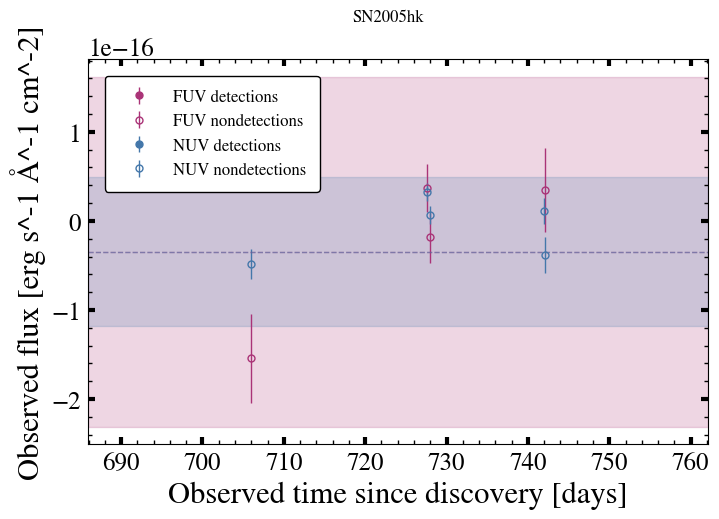 SN2005hk
1e−16
Observed flux [erg s^-1 Å^-1 cm^-2]
1
0
−1
−2
FUV detections
FUV nondetections
NUV detections
NUV nondetections
690 700 710 720 730 740 750 760
Observed time since discovery [days]